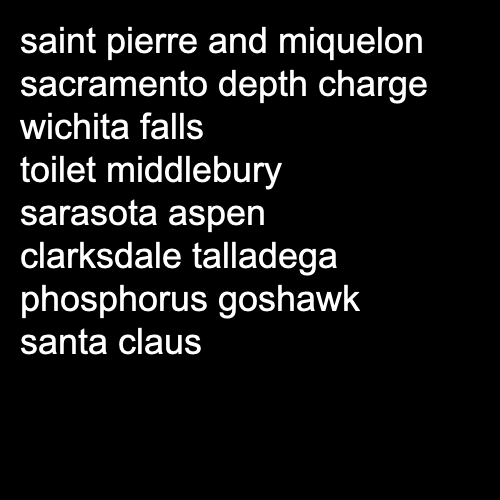 saint pierre and miquelon
sacramento depth charge
wichita falls
toilet middlebury
sarasota aspen
clarksdale talladega
phosphorus goshawk
santa claus